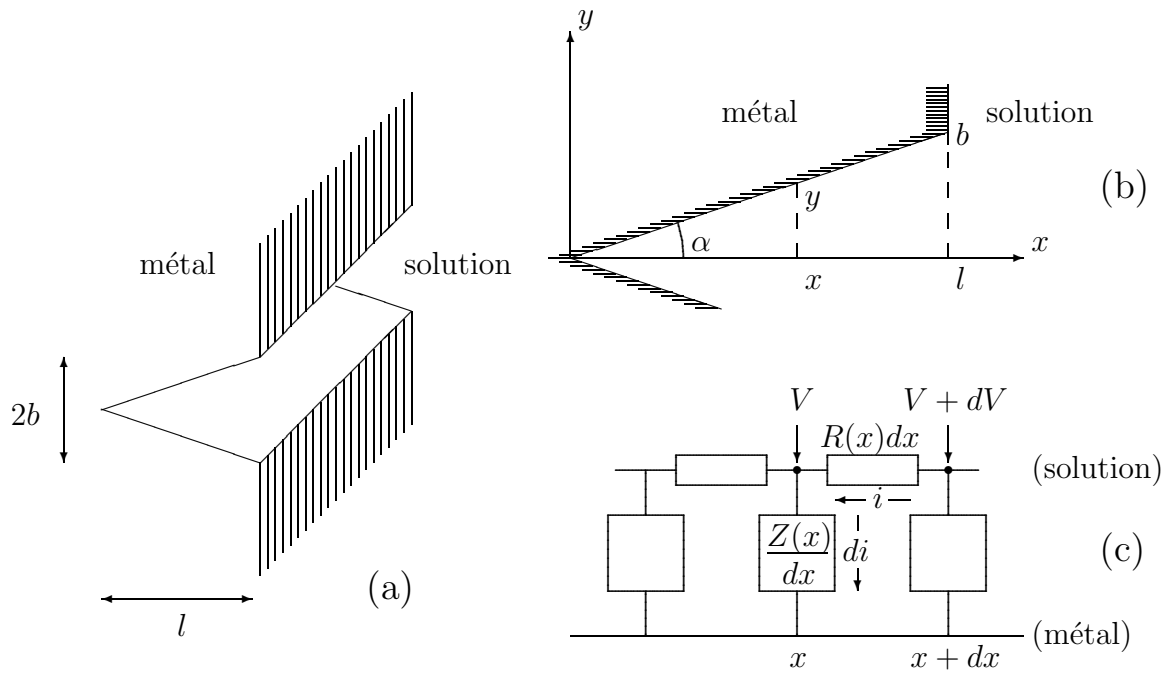 métal
solution
2b
l
(a)
y
métal
solution
b
y
α
x
x
l
(b)
V
V + dV
R(x)dx
(solution)
i
Z(x)
dx
di
(c)
(métal)
x
x + dx